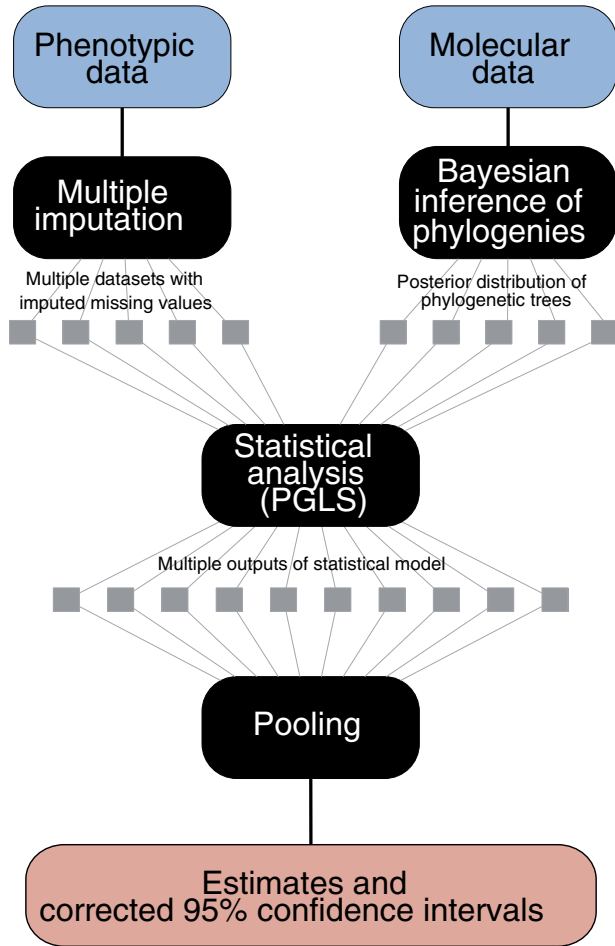 Phenotypic
data
Molecular
data
Multiple
imputation
Bayesian
inference of
phylogenies
Multiple datasets with
imputed missing values
Posterior distribution of
phylogenetic trees
Statistical
analysis
(PGLS)
Multiple outputs of statistical model
Pooling
Estimates and
corrected 95% confidence intervals